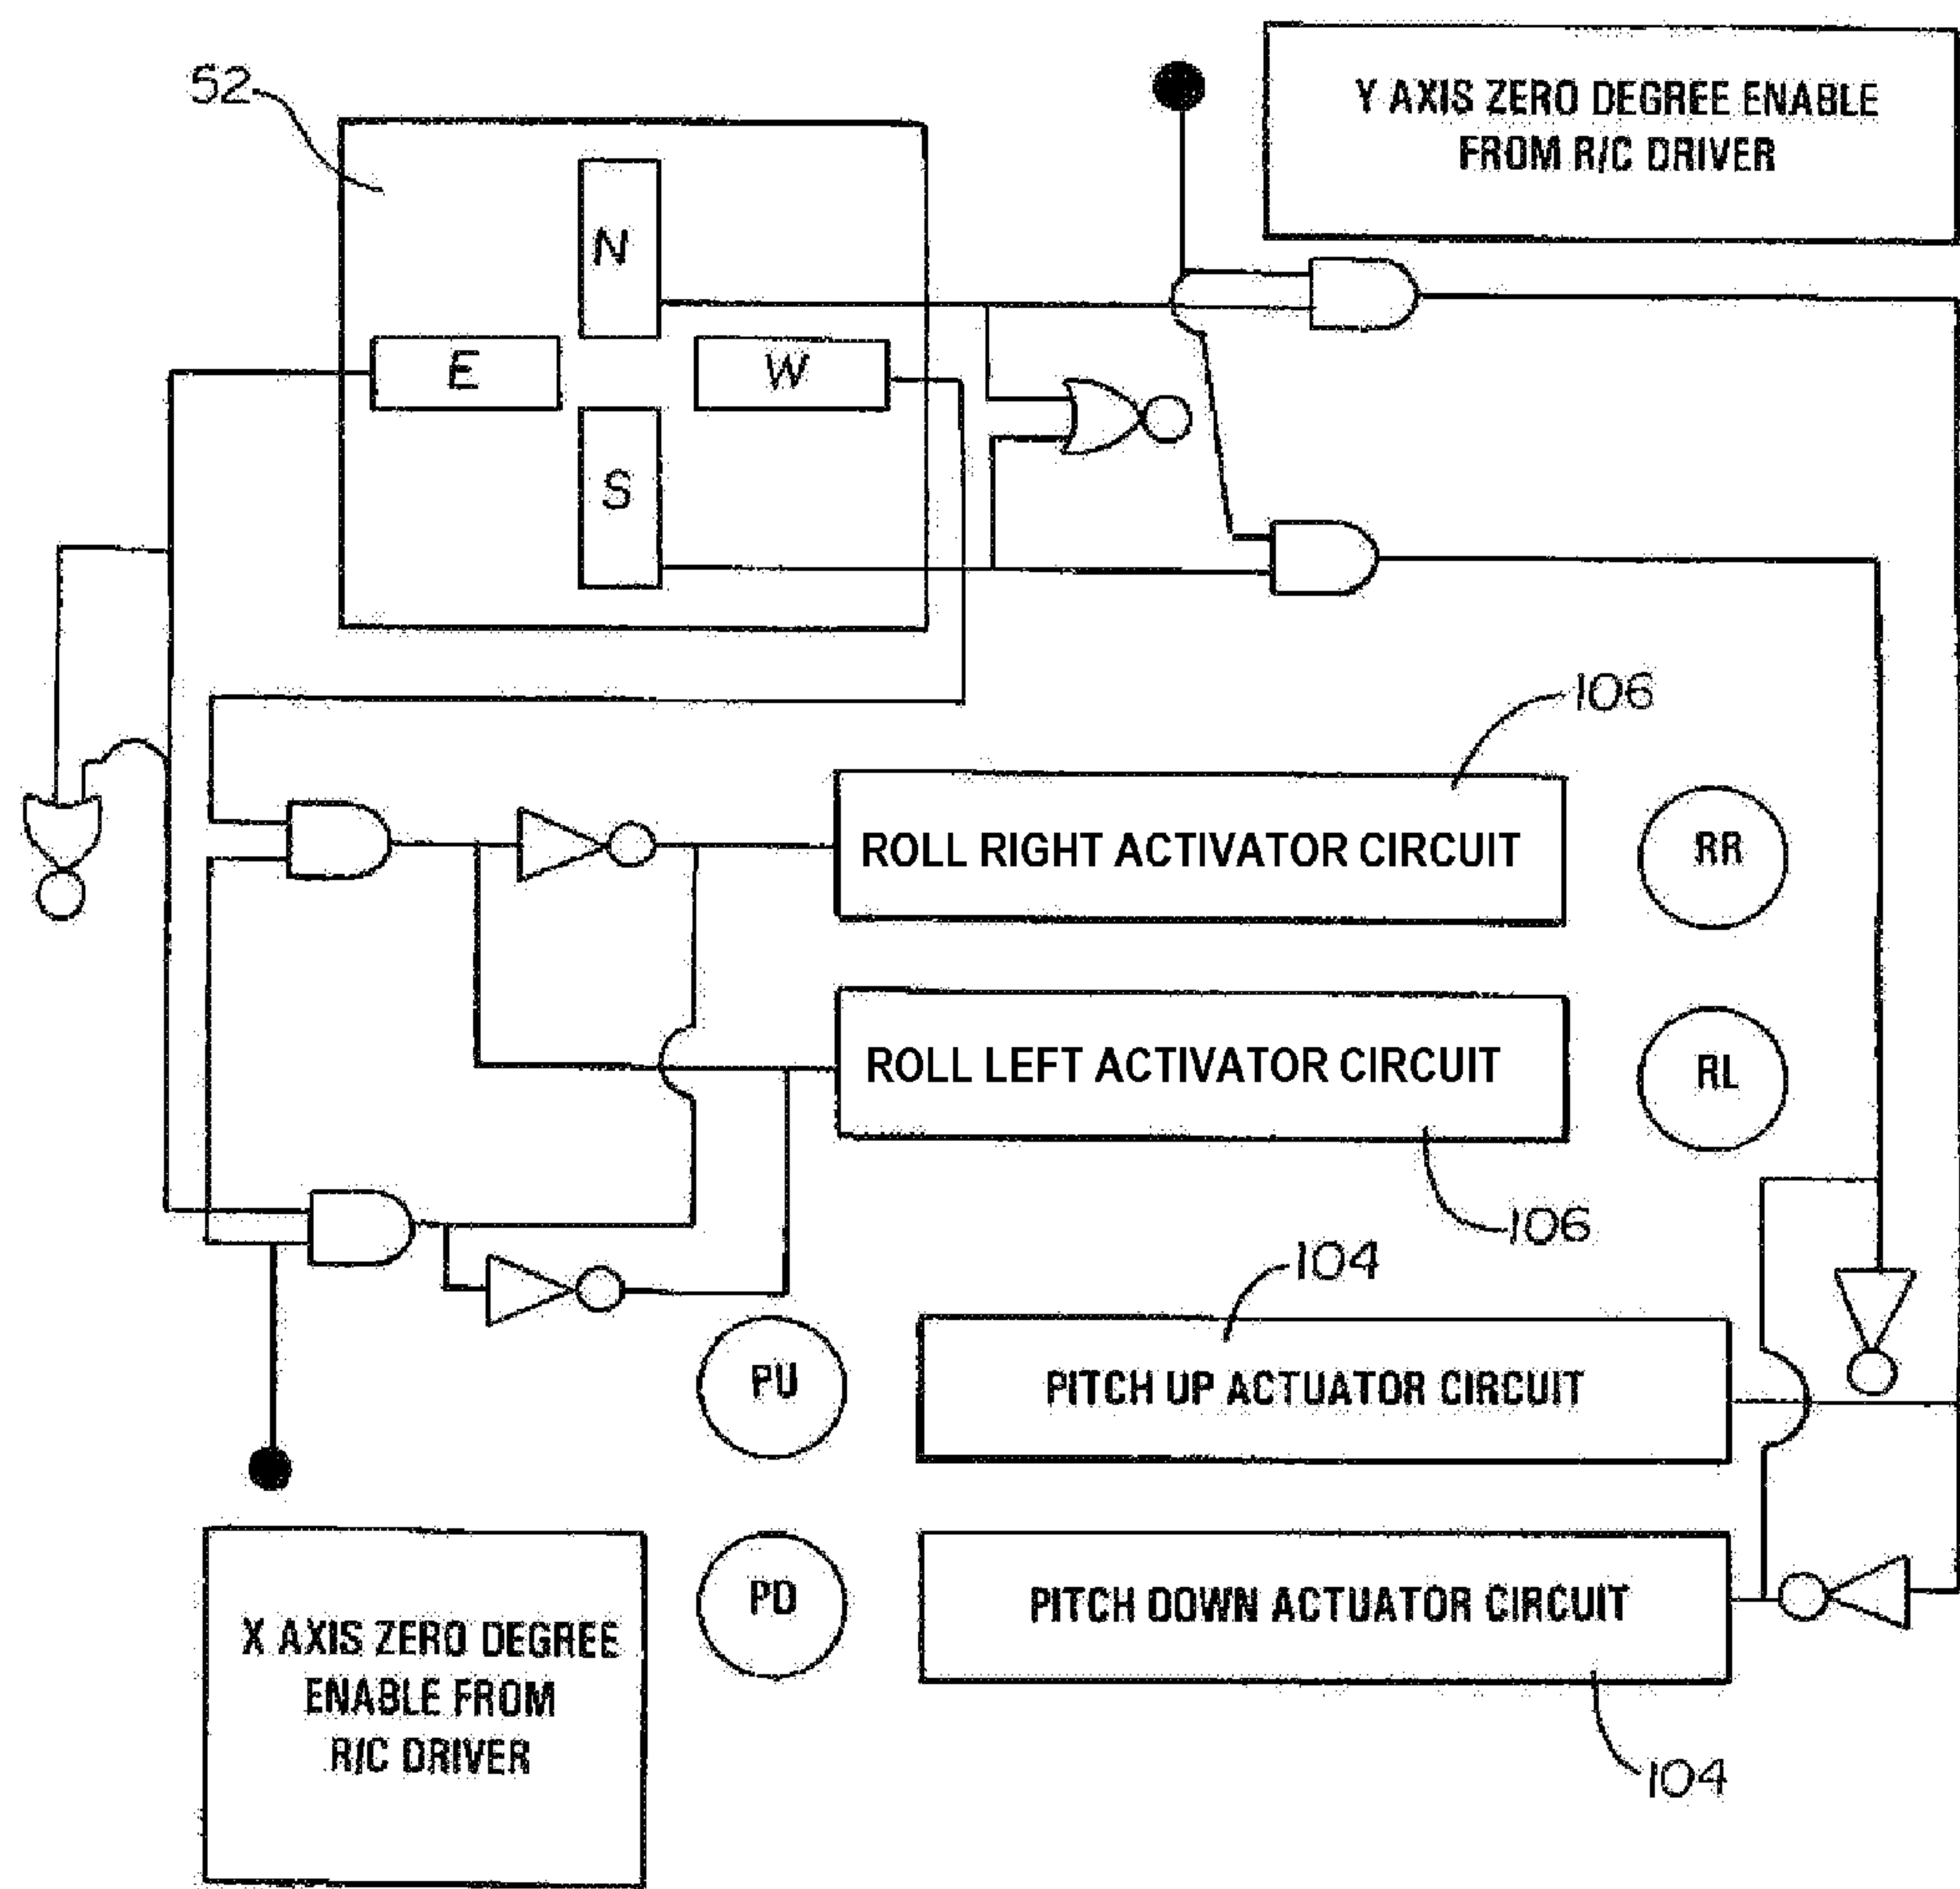 52
Y AXIS ZERO DEGREE ENABLE
FROM R/C DRIVER
N
E
W
S
106
ROLL RIGHT ACTIVATOR CIRCUIT
RR
ROLL LEFT ACTIVATOR CIRCUIT
RL
106
104
PU
PITCH UP ACTUATOR CIRCUIT
PD
PITCH DOWN ACTUATOR CIRCUIT
X AXIS ZERO DEGREE
ENABLE FROM
R/C DRIVER
104